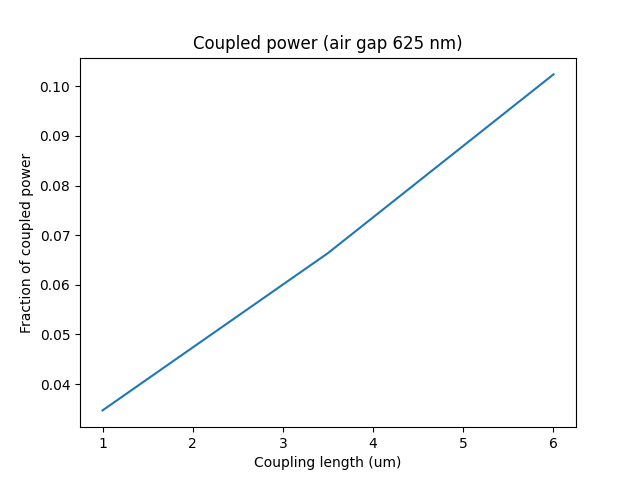 Coupled power (air gap 625 nm)
Fraction of coupled power
0.10
0.09
0.08
0.07
0.06
0.05
0.04
1 2 3 4 5 6
Coupling length (um)